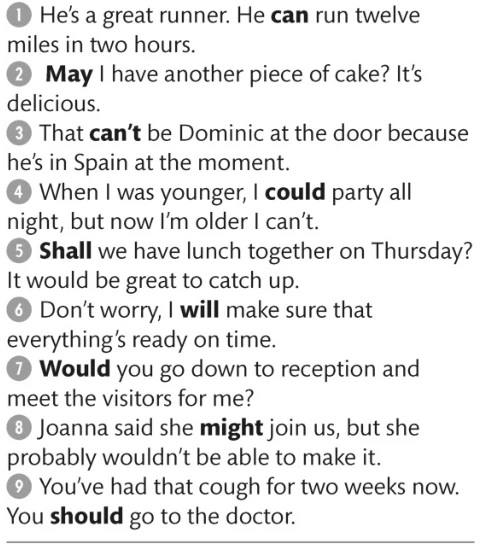 1 He's a great runner. He can run twelve
miles in two hours.
2 May I have another piece of cake? It's
delicious.
3 That can't be Dominic at the door because
he's in Spain at the moment.
4 When I was younger, I could party all
night, but now I'm older I can't.
5 Shall we have lunch together on Thursday?
It would be great to catch up.
6 Don't worry, I will make sure that
everything's ready on time.
7 Would you go down to reception and
meet the visitors for me?
8 Joanna said she might join us, but she
probably wouldn't be able to make it.
9 You've had that cough for two weeks now.
You should go to the doctor.